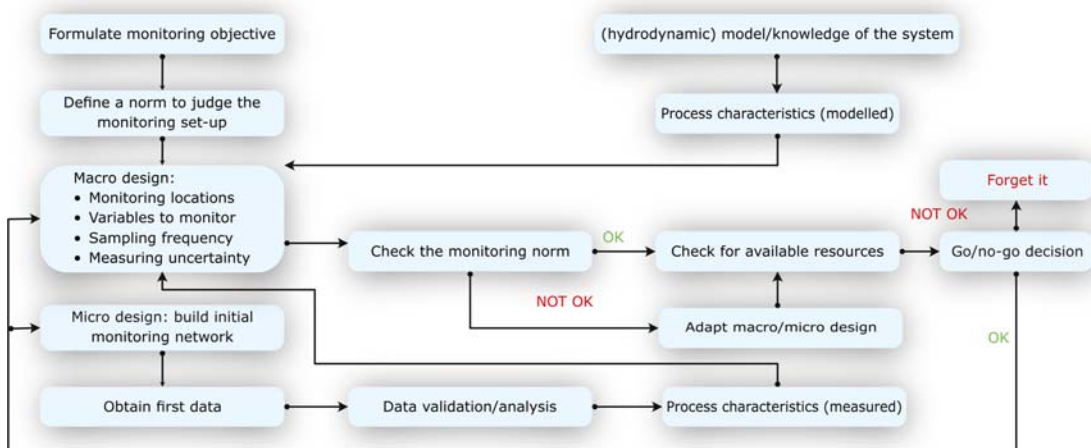 Formulate monitoring objective
(hydrodynamic) model/knowledge of the system
Define a norm to judge the
monitoring set-up
Process characteristics (modelled)
Macro design:
• Monitoring locations
• Variables to monitor
• Sampling frequency
• Measuring uncertainty
Check the monitoring norm
OK
NOT OK
Check for available resources
Adapt macro/micro design
NOT OK
Forget it
Go/no-go decision
OK
Micro design: build initial
monitoring network
Obtain first data
Data validation/analysis
Process characteristics (measured)